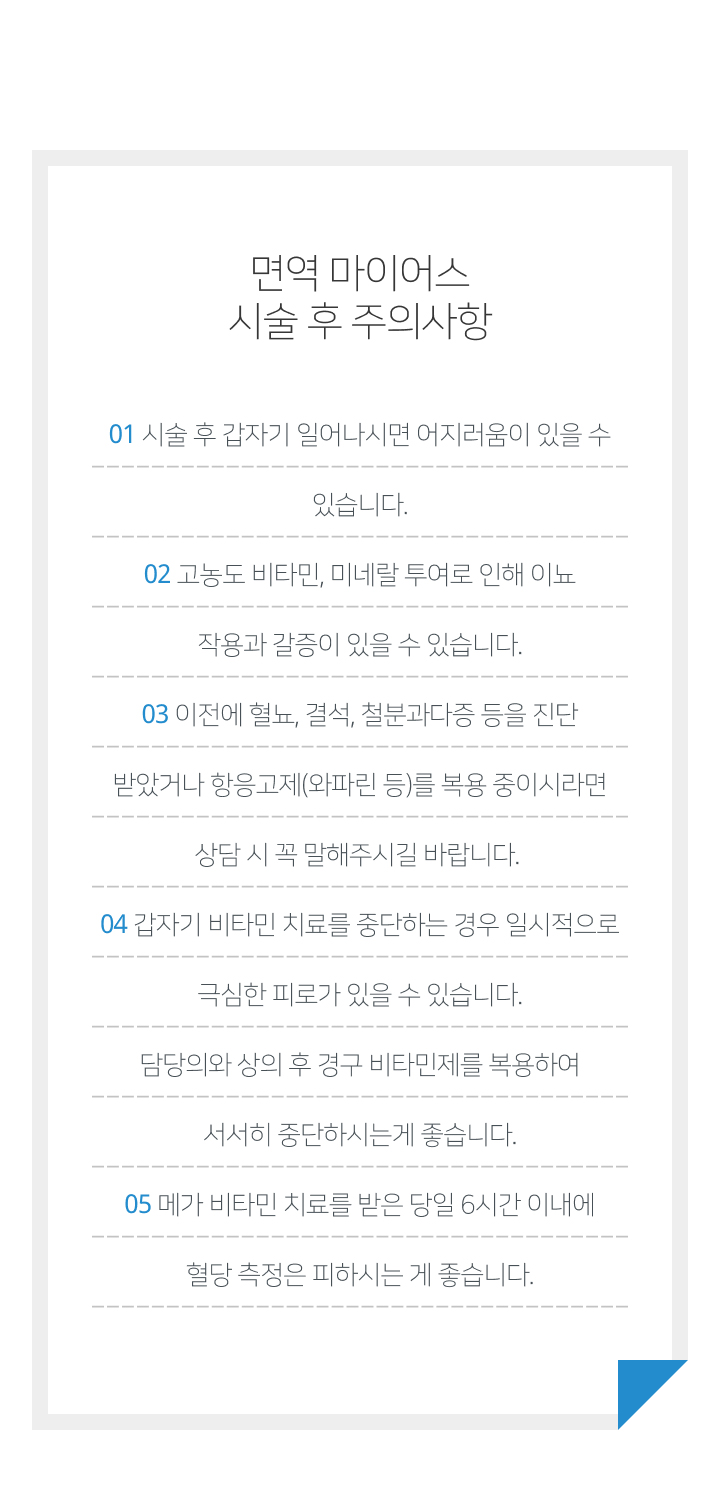 면역 마이어스
시술 후 주의사항
01 시술 후 갑자기 일어나시면 어지러움이 있을 수
있습니다.
02 고농도 비타민, 미네랄 투여로 인해 이뇨
작용과 갈증이 있을 수 있습니다.
03 이전에 혈뇨, 결석, 철분과다증 등을 진단
받았거나 항응고제(와파린 등)를 복용 중이시라면
상담 시 꼭 말해주시길 바랍니다.
04 갑자기 비타민 치료를 중단하는 경우 일시적으로
극심한 피로가 있을 수 있습니다.
담당의와 상의 후 경구 비타민제를 복용하여
서서히 중단하시는게 좋습니다.
05 메가 비타민 치료를 받은 당일 6시간 이내에
혈당 측정은 피하시는 게 좋습니다.